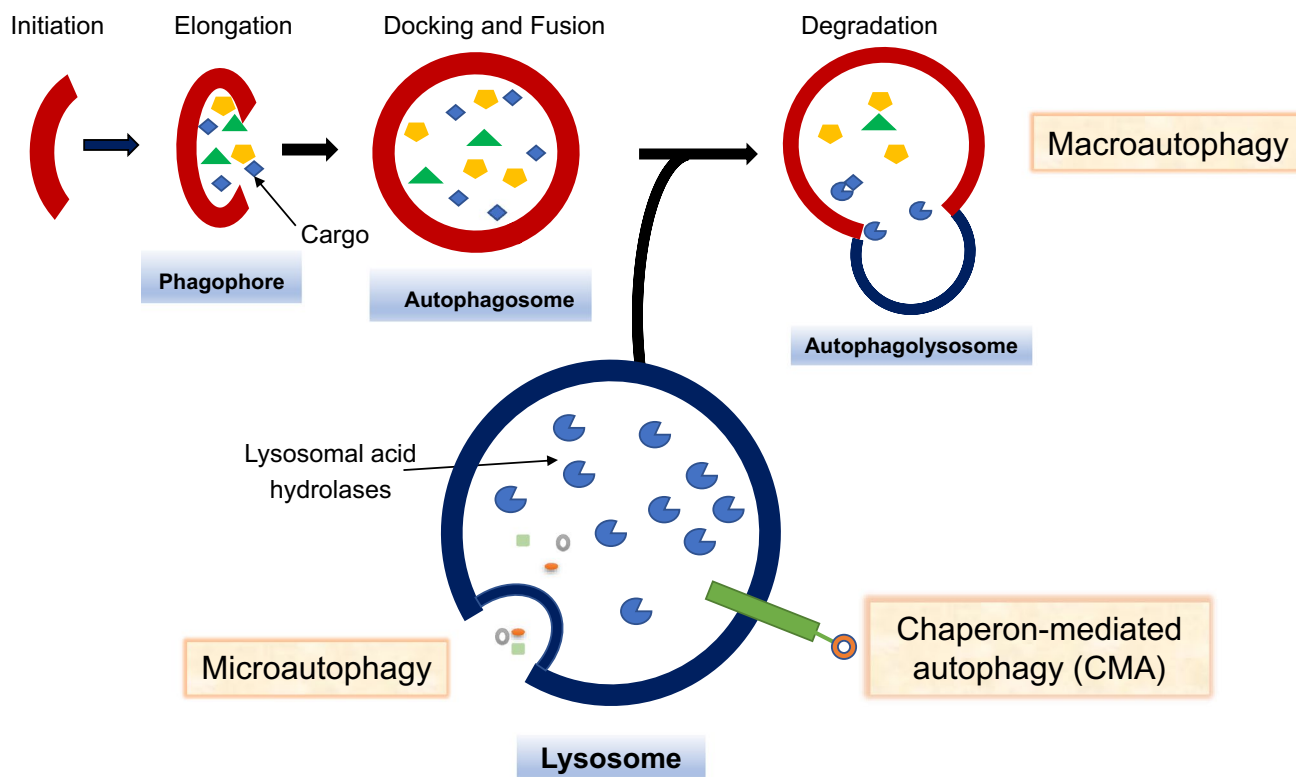 Initiation
Elongation
Docking and Fusion
Degradation
Macroautophagy
Cargo
Phagophore
Autophagosome
Autophagolysosome
Lysosomal acid
hydrolases
Microautophagy
Chaperon-mediated
autophagy (CMA)
Lysosome